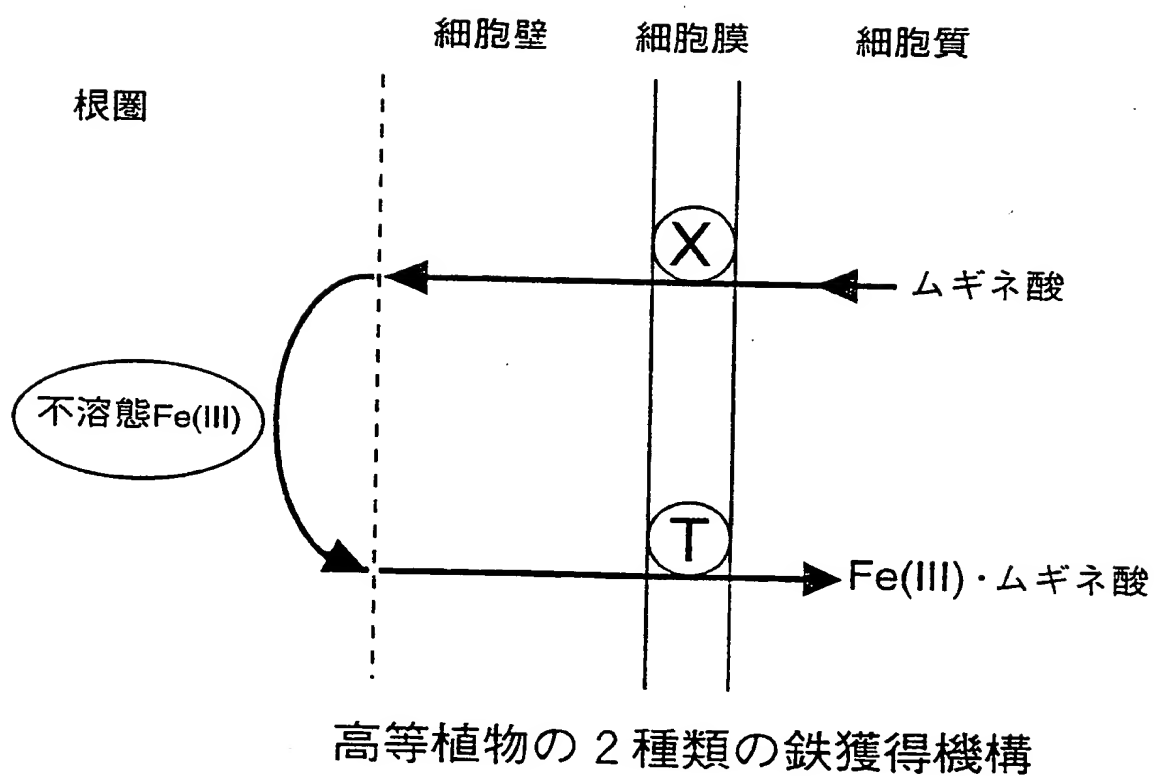 細胞壁 細胞膜 細胞質
根圏
X
ムギネ酸
不溶態Fe(III)
T
Fe(III)・ムギネ酸
高等植物の2種類の鉄獲得機構